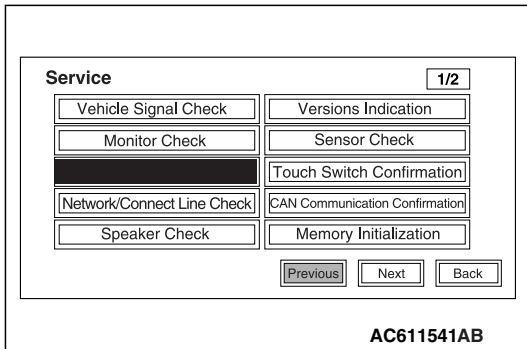 Service 1/2
Vehicle Signal Check Versions Indication
Monitor Check Sensor Check
Touch Switch Confirmation
Network/Connect Line Check CAN Communication Confirmation
Speaker Check Memory Initialization
Previous Next Back
AC611541AB